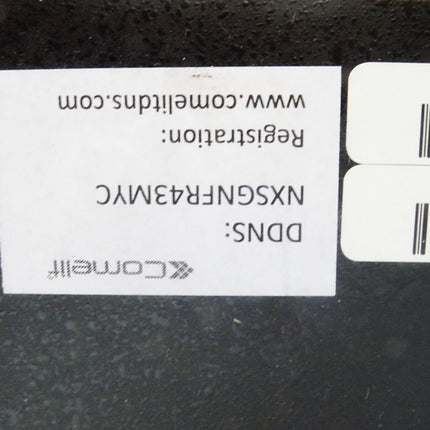 Comelit
DDNS:
NXSGNFR43MYC
Registration:
www.comelitdns.com